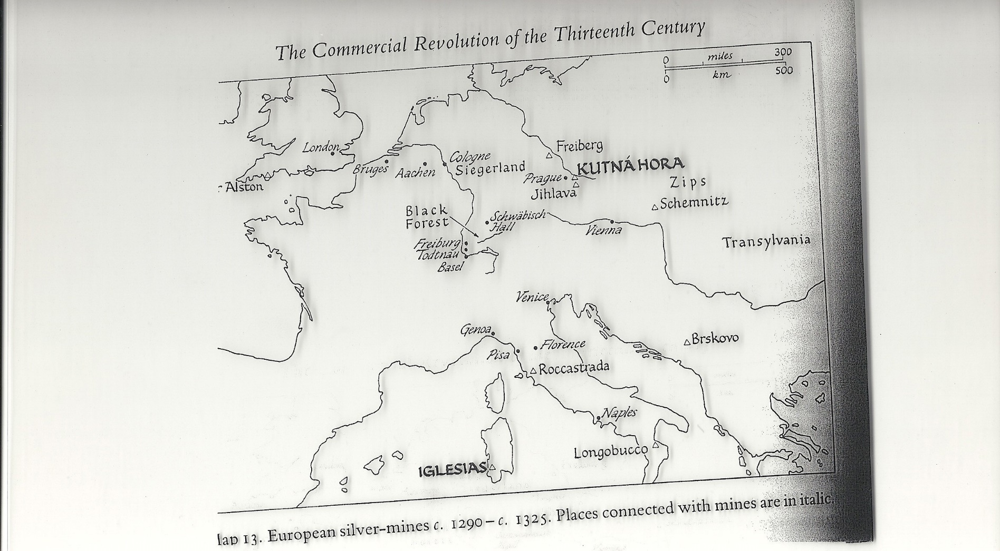 The Commercial Revolution of the Thirteenth Century
0 miles 300
0 km 500
London
Bruges
Aachen
Cologne
Siegerland
Alston
Freiberg
KUTNÁ HORA
Prague
Jihlava
Zips
Schemnitz
Black
Forest
Schwäbisch
Hall
Vienna
Freiburg
Todtnau
Basel
Transylvania
Venice
Genoa
Pisa
Florence
Roccastrada
Brskovo
Naples
Longobucco
IGLESIAS
ap 13. European silver-mines c. 1290–c. 1325. Places connected with mines are in italic.